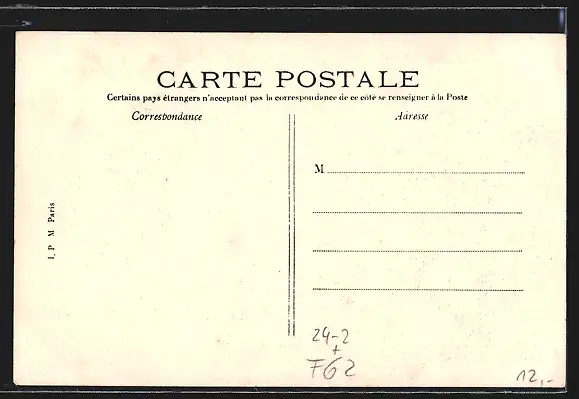 CARTE POSTALE
Certains pays étrangers n'acceptant pas la correspondance de ce côté se renseigner à la Poste
Correspondance
Adresse
M
I. P M Paris
24-2
+
F62
12,-